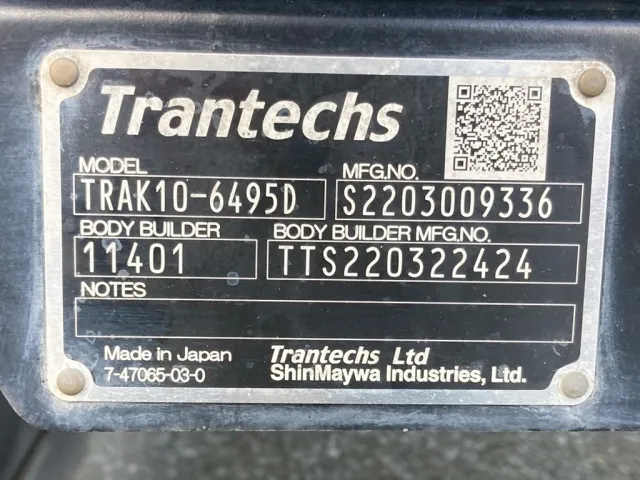 Trantechs
MODEL MFG.NO.
TRAK10-6495D S2203009336
BODY BUILDER BODY BUILDER MFG.NO.
11401 TTS220322424
NOTES
Made in Japan Trantechs Ltd
7-47065-03-0 ShinMaywa Industries, Ltd.